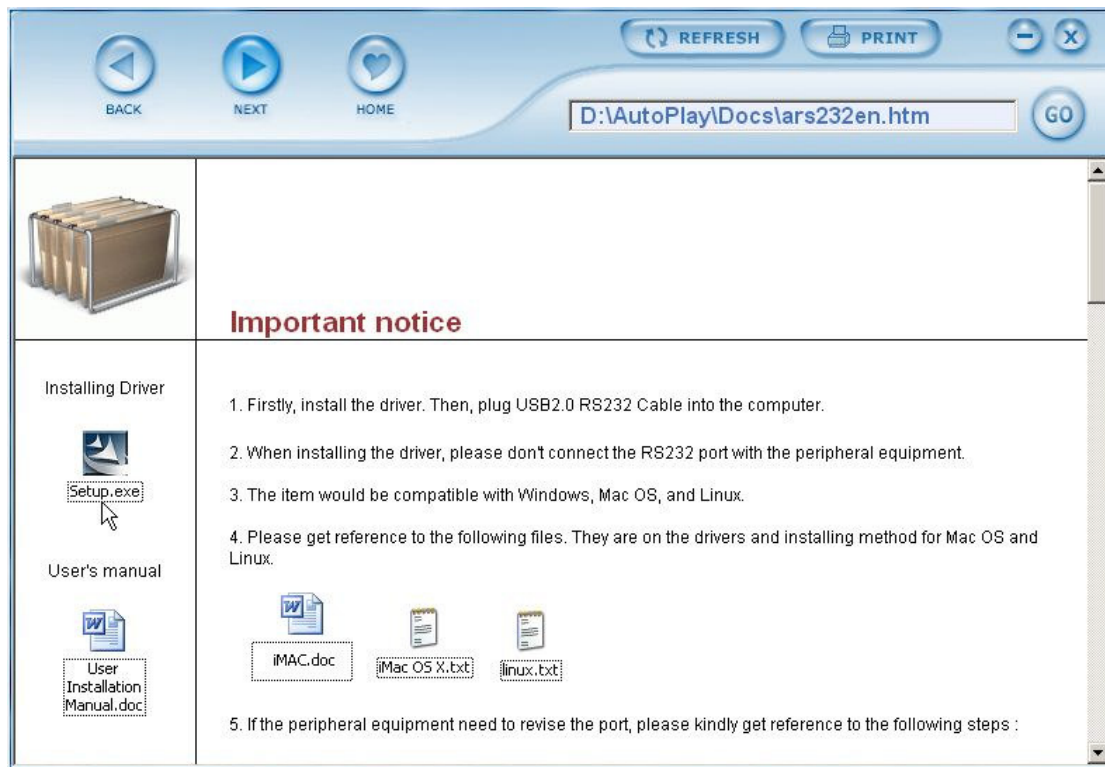 REFRESH
PRINT
BACK
NEXT
HOME
D:\AutoPlay\Docs\ars232en.htm
GO
Important notice
Installing Driver
Setup.exe
User's manual
User
Installation
Manual.doc
1. Firstly, install the driver. Then, plug USB2.0 RS232 Cable into the computer.
2. When installing the driver, please don't connect the RS232 port with the peripheral equipment.
3. The item would be compatible with Windows, Mac OS, and Linux.
4. Please get reference to the following files. They are on the drivers and installing method for Mac OS and
Linux.
iMAC.doc
iMac OS X.txt
linux.txt
5. If the peripheral equipment need to revise the port, please kindly get reference to the following steps :